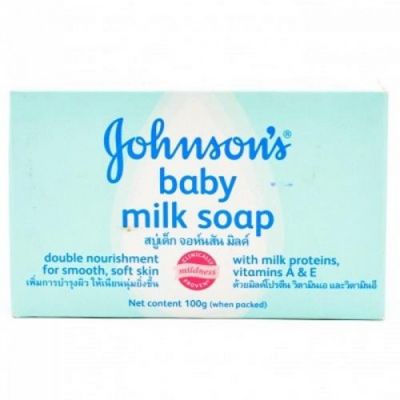 Johnson's®
baby
milk soap
สบู่เด็ก จอห์นสัน มิลค์
double nourishment
for smooth, soft skin
เพิ่มการบำรุงผิว ให้เนียนนุ่มยิ่งขึ้น
CLINICALLY
mildness
PROVEN
with milk proteins,
vitamins A & E
ด้วยมิลค์โปรตีน วิตามินเอ และวิตามินอี
Net content 100g (when packed)